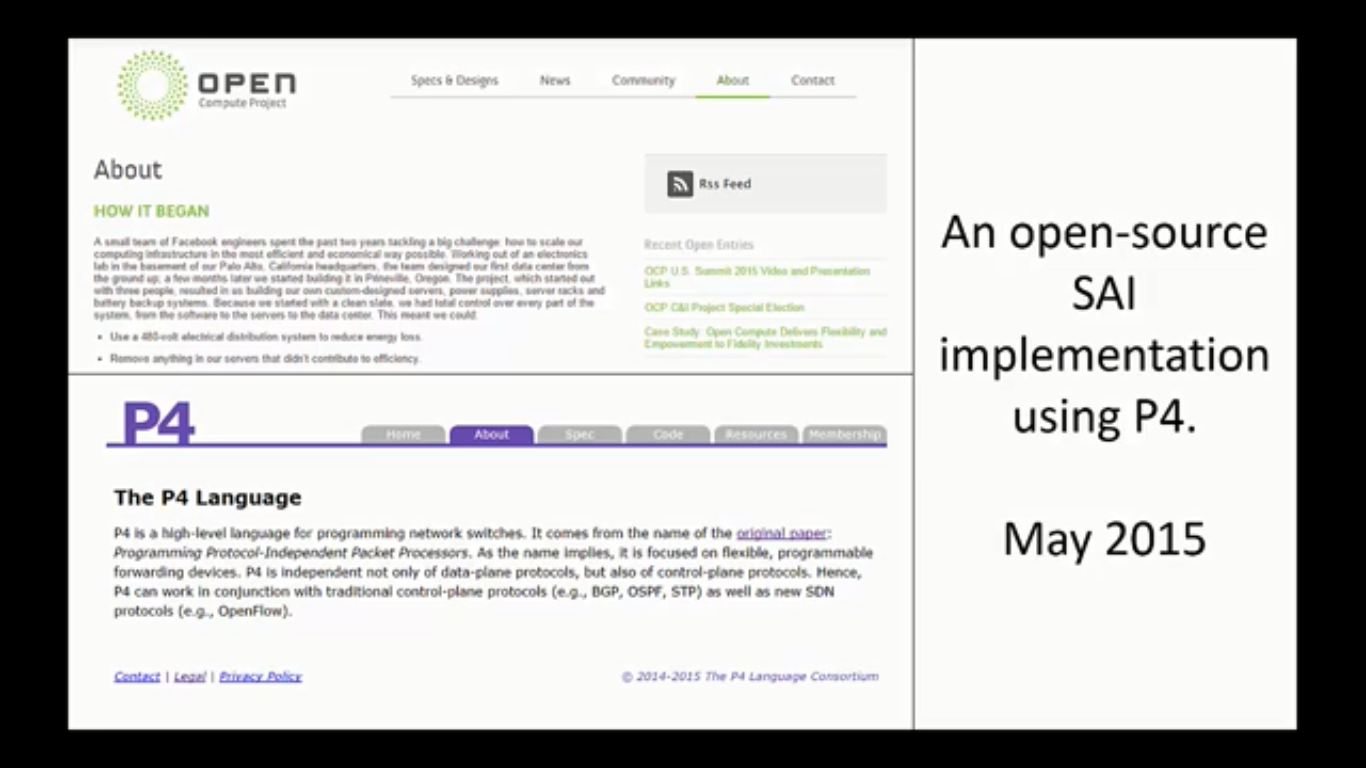 OPEN
Compute Project
Specs & Designs News Community About Contact
About
HOW IT BEGAN
A small team of Facebook engineers spent the past two years tackling a big challenge: how to scale our
computing infrastructure in the most efficient and economical way possible. Working out of an electronics
lab in the basement of our Palo Alto, California headquarters, the team designed our first data center from
the ground up; a few months later we started building it in Prineville, Oregon. The project, which started out
with three people, resulted in us building our own custom-designed servers, power supplies, server racks and
battery backup systems. Because we started with a clean slate, we had total control over every part of the
system, from the software to the servers to the data center. This meant we could:
• Use a 480-volt electrical distribution system to reduce energy loss.
• Remove anything in our servers that didn't contribute to efficiency.
Rss Feed
Recent Open Entries
OCP U.S. Summit 2015 Video and Presentation
Links
OCP C&I Project Special Election
Case Study: Open Compute Delivers Flexibility and
Empowerment to Fidelity Investments
P4
Home About Spec Code Resources Membership
The P4 Language
P4 is a high-level language for programming network switches. It comes from the name of the original paper:
Programming Protocol-Independent Packet Processors. As the name implies, it is focused on flexible, programmable
forwarding devices. P4 is independent not only of data-plane protocols, but also of control-plane protocols. Hence,
P4 can work in conjunction with traditional control-plane protocols (e.g., BGP, OSPF, STP) as well as new SDN
protocols (e.g., OpenFlow).
Contact | Legal | Privacy Policy
© 2014-2015 The P4 Language Consortium
An open-source
SAI
implementation
using P4.
May 2015